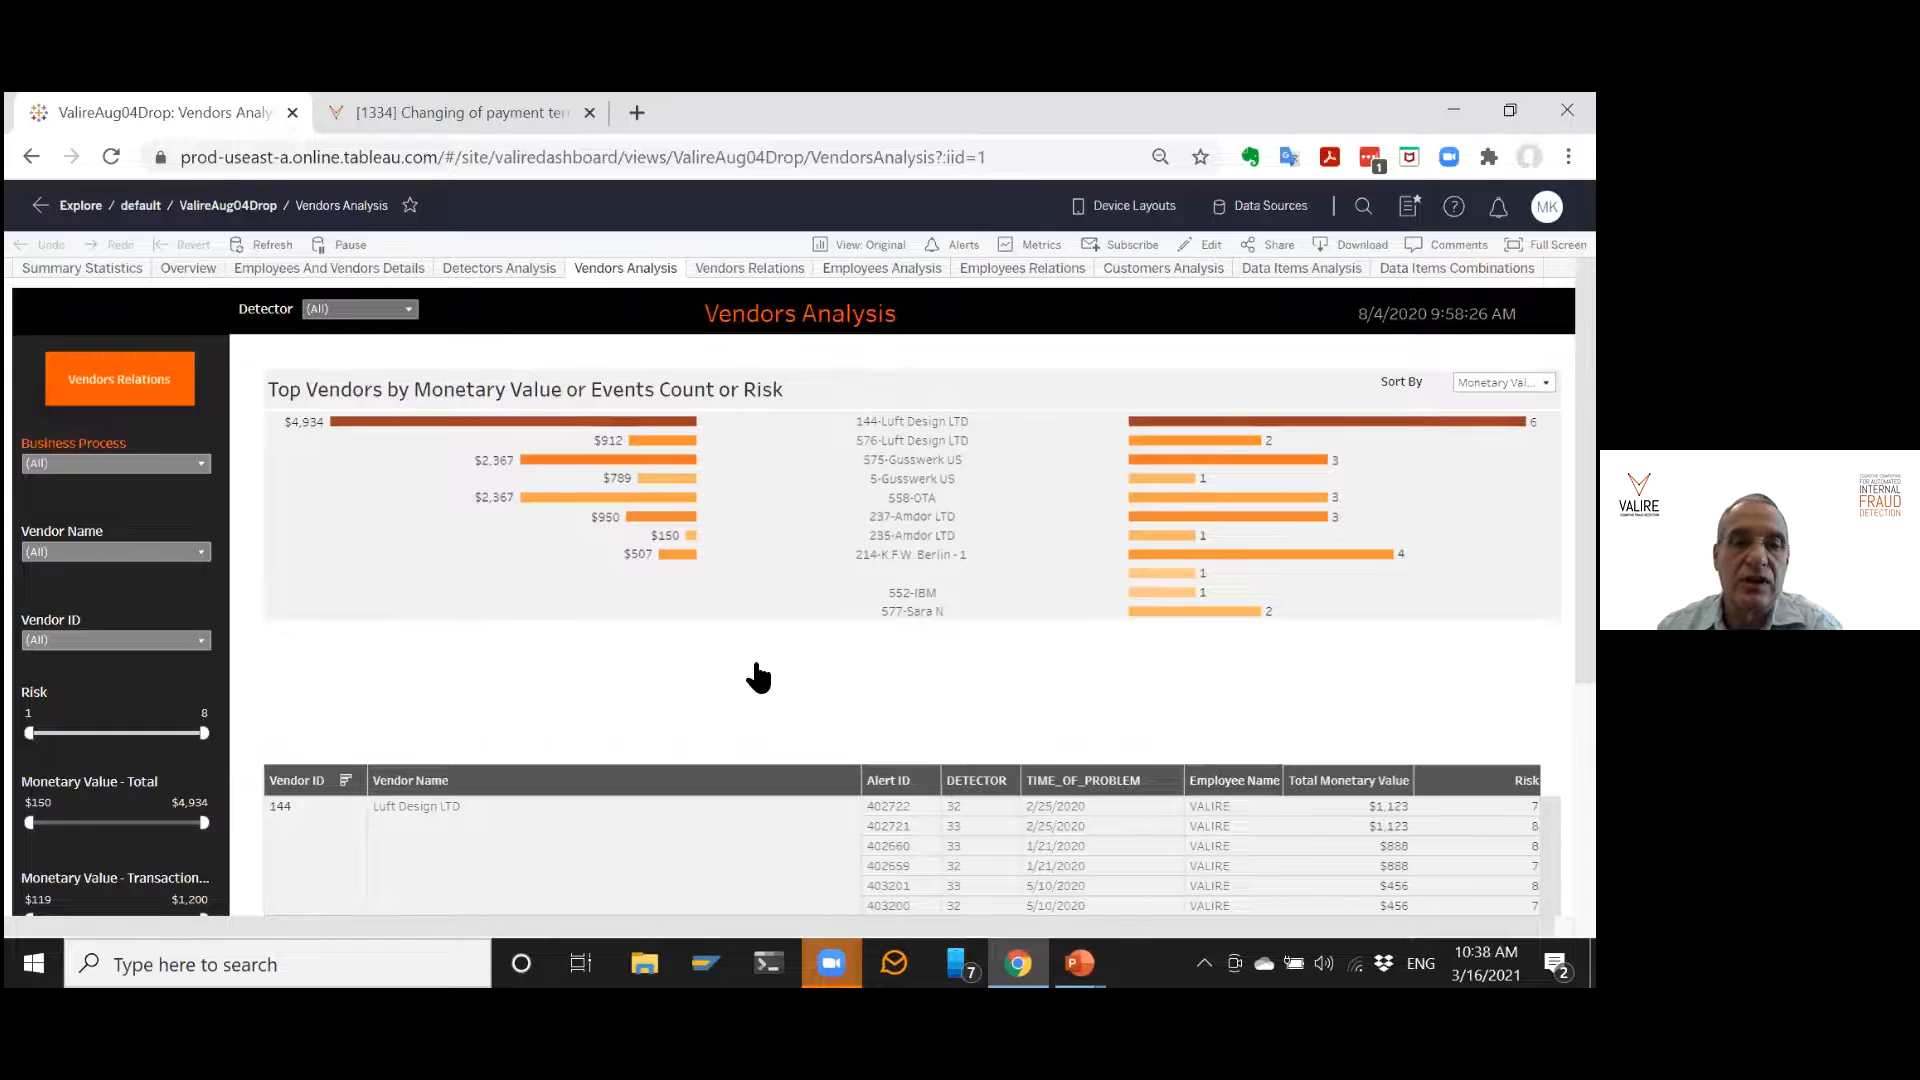 ValireAug04Drop: Vendors Analy
[1334] Changing of payment ter
prod-useast-a.online.tableau.com/#/site/valiredashboard/views/ValireAug04Drop/VendorsAnalysis?:iid=1
1
Explore / default / ValireAug04Drop / Vendors Analysis
Device Layouts
Data Sources
MK
Undo
Redo
Revert
Refresh
Pause
View: Original
Alerts
Metrics
Subscribe
Edit
Share
Download
Comments
Full Screen
Summary Statistics
Overview
Employees And Vendors Details
Detectors Analysis
Vendors Analysis
Vendors Relations
Employees Analysis
Employees Relations
Customers Analysis
Data Items Analysis
Data Items Combinations
Detector (All)
Vendors Analysis
8/4/2020 9:58:26 AM
Vendors Relations
Business Process
(All)
Vendor Name
(All)
Vendor ID
(All)
Risk
1 8
Monetary Value - Total
$150 $4,934
Monetary Value - Transaction...
$119 $1,200
Top Vendors by Monetary Value or Events Count or Risk
Sort By Monetary Val...
$4,934 144-Luft Design LTD 6
$912 576-Luft Design LTD 2
$2,367 575-Gusswerk US 3
$789 5-Gusswerk US 1
$2,367 558-OTA 3
$950 237-Amdor LTD 3
$150 235-Amdor LTD 1
$507 214-K.F.W. Berlin - 1 4
1
552-IBM 1
577-Sara N 2
Vendor ID Vendor Name Alert ID DETECTOR TIME_OF_PROBLEM Employee Name Total Monetary Value Risk
144 Luft Design LTD 402722 32 2/25/2020 VALIRE $1,123 7
402721 33 2/25/2020 VALIRE $1,123 8
402660 33 1/21/2020 VALIRE $888 8
402659 32 1/21/2020 VALIRE $888 7
403201 33 5/10/2020 VALIRE $456 8
403200 32 5/10/2020 VALIRE $456 7
Type here to search
7
ENG
10:38 AM
3/16/2021
2
VALIRE
COGNITIVE COMPUTING
FOR AUTOMATED
INTERNAL
FRAUD
DETECTION